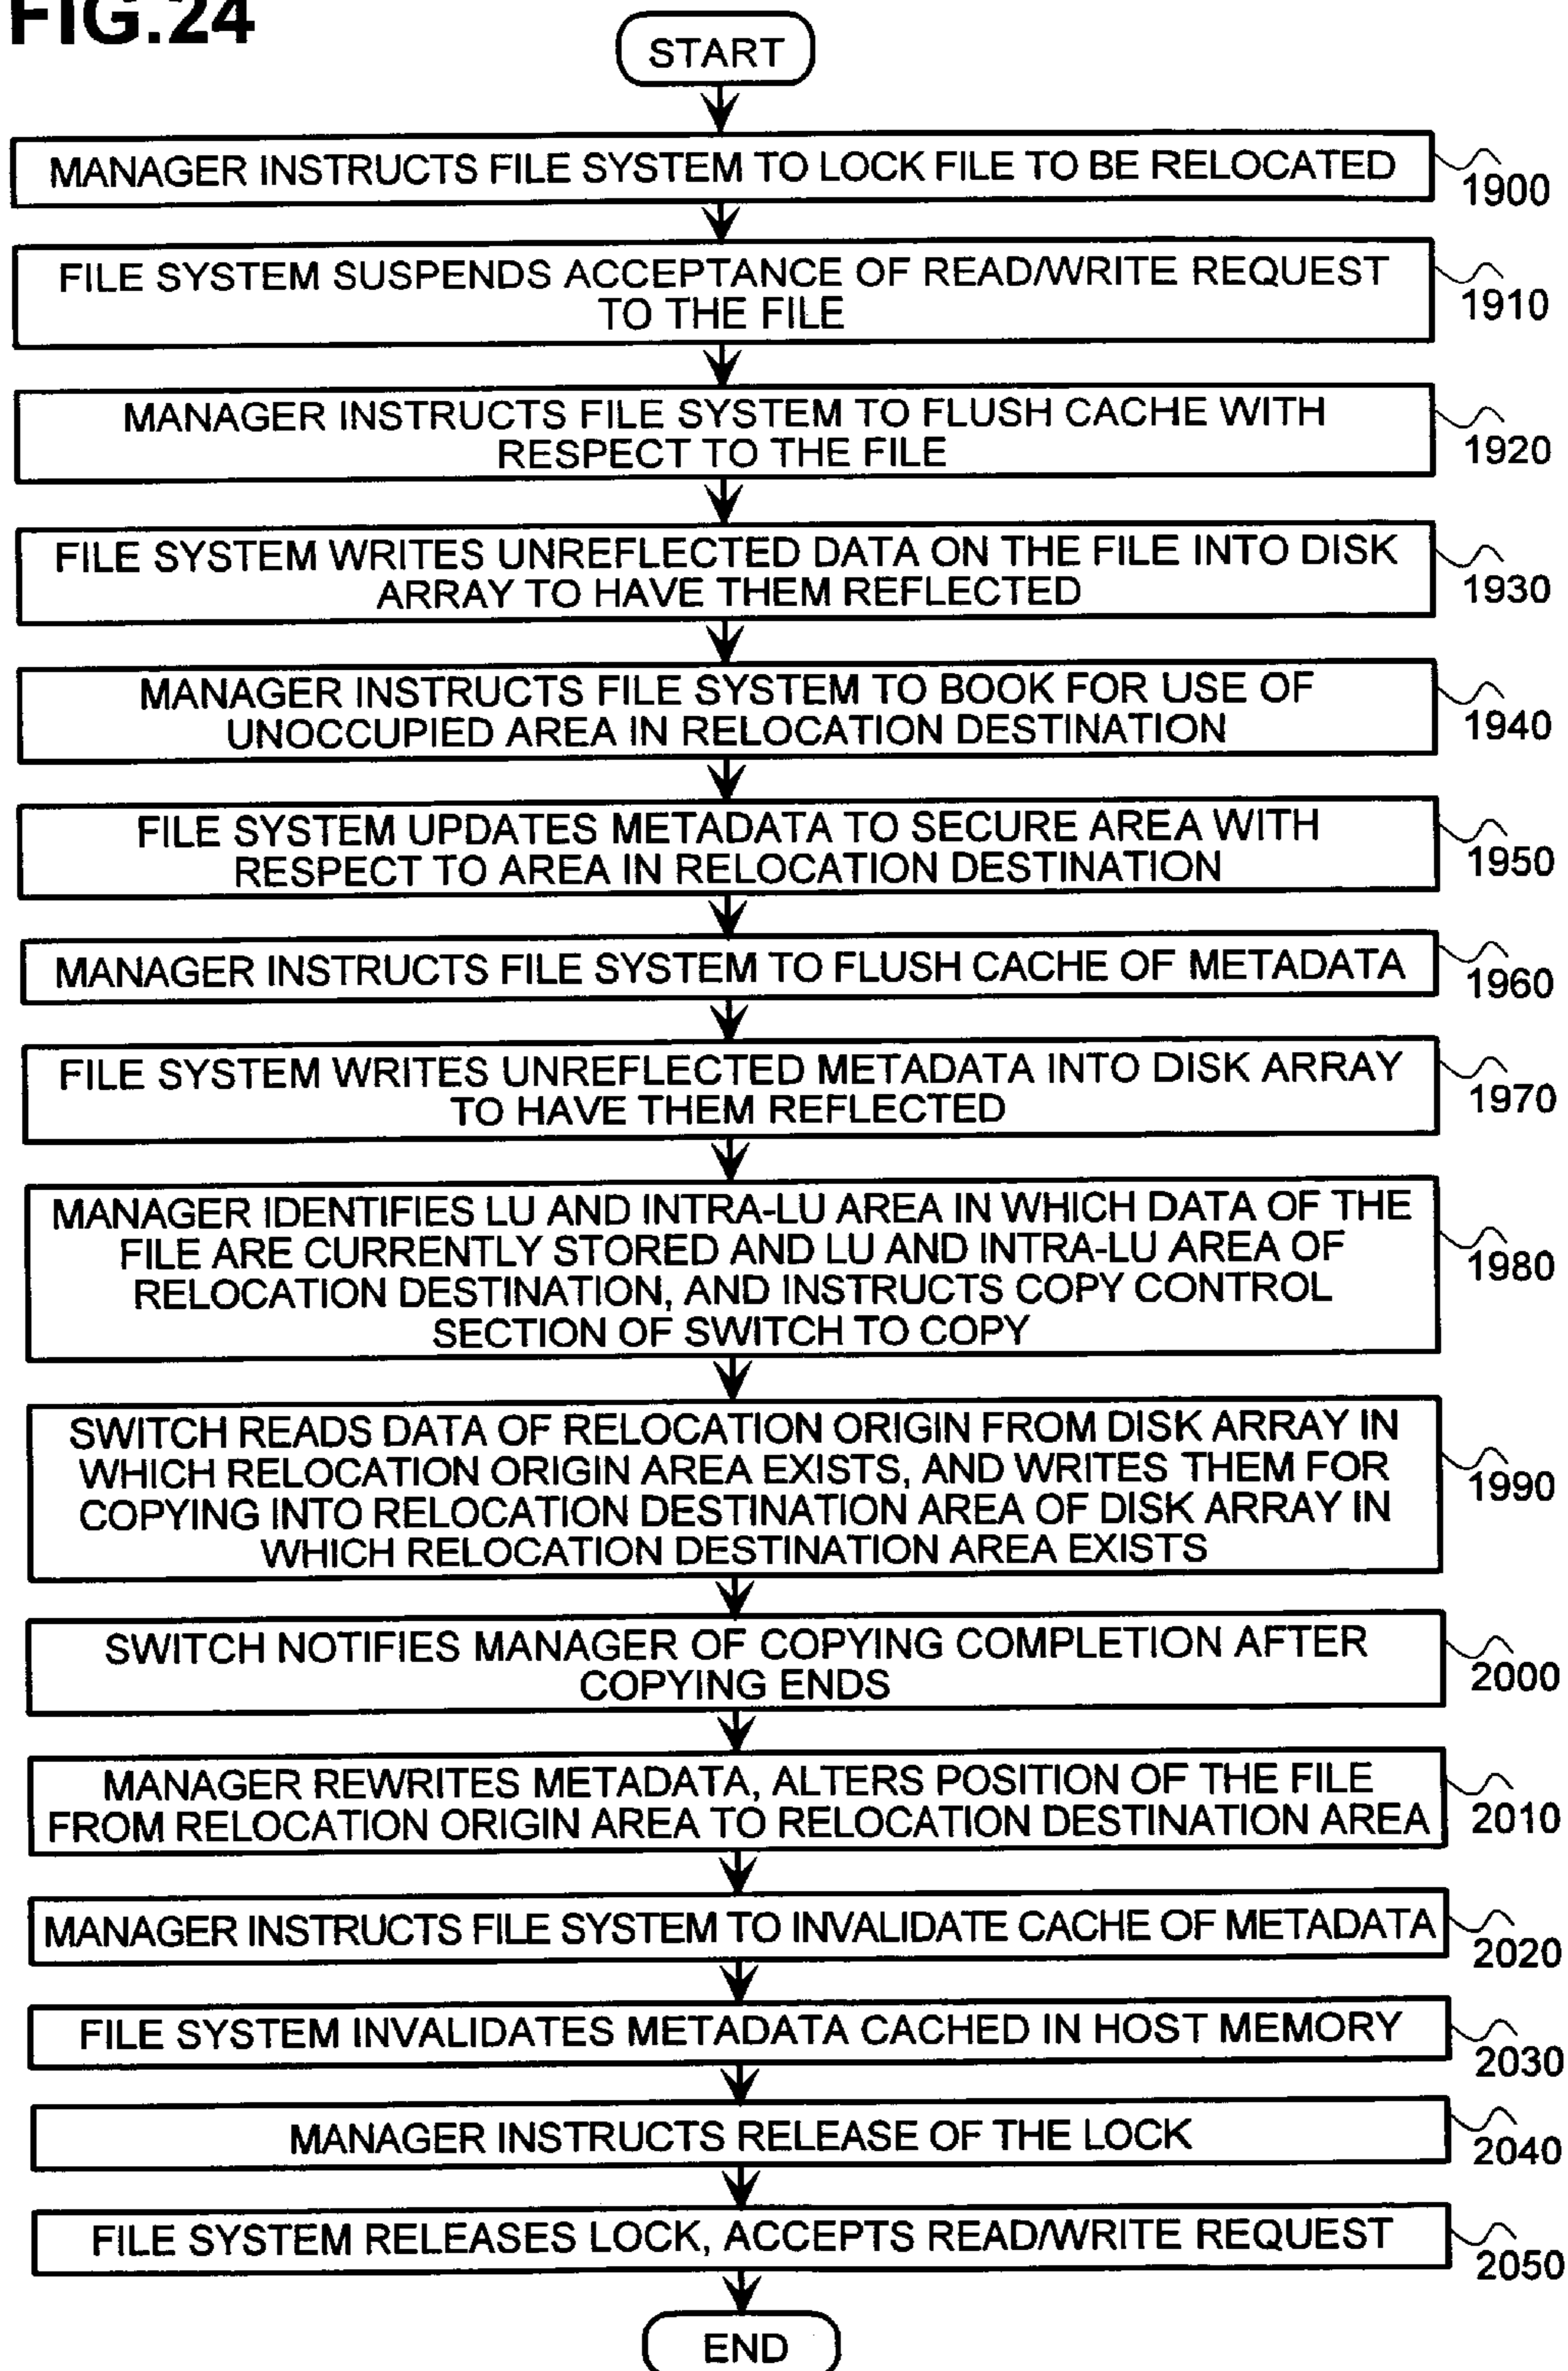 FIG.24
START
MANAGER INSTRUCTS FILE SYSTEM TO LOCK FILE TO BE RELOCATED
1900
FILE SYSTEM SUSPENDS ACCEPTANCE OF READ/WRITE REQUEST
TO THE FILE
1910
MANAGER INSTRUCTS FILE SYSTEM TO FLUSH CACHE WITH
RESPECT TO THE FILE
1920
FILE SYSTEM WRITES UNREFLECTED DATA ON THE FILE INTO DISK
ARRAY TO HAVE THEM REFLECTED
1930
MANAGER INSTRUCTS FILE SYSTEM TO BOOK FOR USE OF
UNOCCUPIED AREA IN RELOCATION DESTINATION
1940
FILE SYSTEM UPDATES METADATA TO SECURE AREA WITH
RESPECT TO AREA IN RELOCATION DESTINATION
1950
MANAGER INSTRUCTS FILE SYSTEM TO FLUSH CACHE OF METADATA
1960
FILE SYSTEM WRITES UNREFLECTED METADATA INTO DISK ARRAY
TO HAVE THEM REFLECTED
1970
MANAGER IDENTIFIES LU AND INTRA-LU AREA IN WHICH DATA OF THE
FILE ARE CURRENTLY STORED AND LU AND INTRA-LU AREA OF
RELOCATION DESTINATION, AND INSTRUCTS COPY CONTROL
SECTION OF SWITCH TO COPY
1980
SWITCH READS DATA OF RELOCATION ORIGIN FROM DISK ARRAY IN
WHICH RELOCATION ORIGIN AREA EXISTS, AND WRITES THEM FOR
COPYING INTO RELOCATION DESTINATION AREA OF DISK ARRAY IN
WHICH RELOCATION DESTINATION AREA EXISTS
1990
SWITCH NOTIFIES MANAGER OF COPYING COMPLETION AFTER
COPYING ENDS
2000
MANAGER REWRITES METADATA, ALTERS POSITION OF THE FILE
FROM RELOCATION ORIGIN AREA TO RELOCATION DESTINATION AREA
2010
MANAGER INSTRUCTS FILE SYSTEM TO INVALIDATE CACHE OF METADATA
2020
FILE SYSTEM INVALIDATES METADATA CACHED IN HOST MEMORY
2030
MANAGER INSTRUCTS RELEASE OF THE LOCK
2040
FILE SYSTEM RELEASES LOCK, ACCEPTS READ/WRITE REQUEST
2050
END